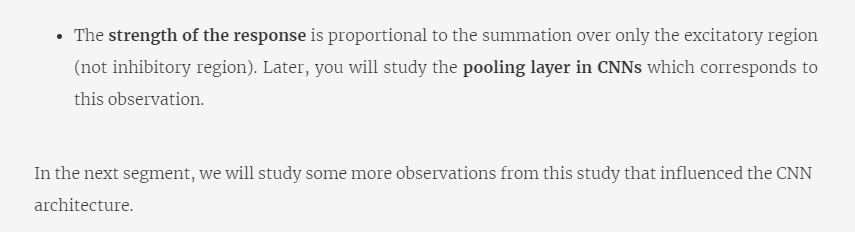 The strength of the response is proportional to the summation over only the excitatory region
(not inhibitory region). Later, you will study the pooling layer in CNNs which corresponds to
this observation.
In the next segment, we will study some more observations from this study that influenced the CNN
architecture.